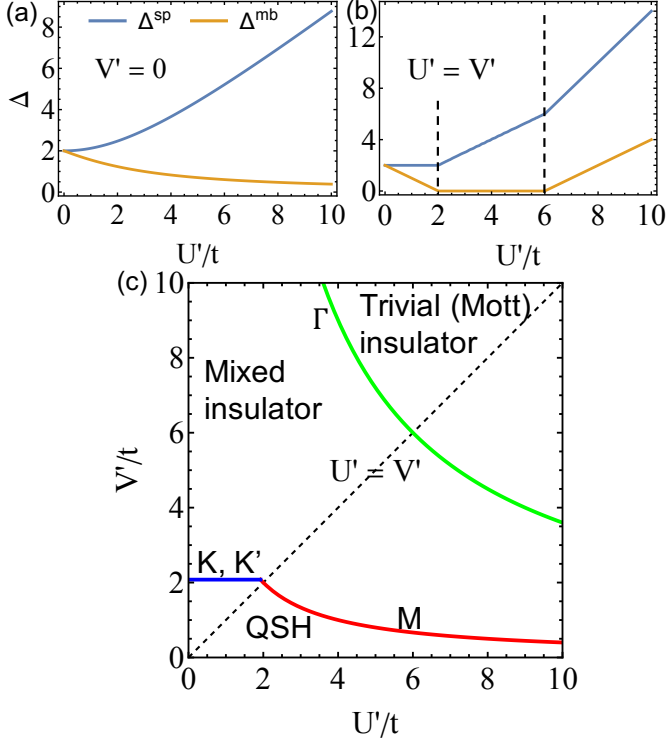 (a) Δ^sp Δ^mb
V' = 0
Δ
8
6
4
2
0
0 2 4 6 8 10
U'/t
(b)
U' = V'
12
8
4
0
0 2 4 6 8 10
U'/t
(c)
Γ Trivial (Mott)
insulator
Mixed
insulator
U' = V'
K, K’
QSH M
V'/t
10
8
6
4
2
0
0 2 4 6 8 10
U'/t